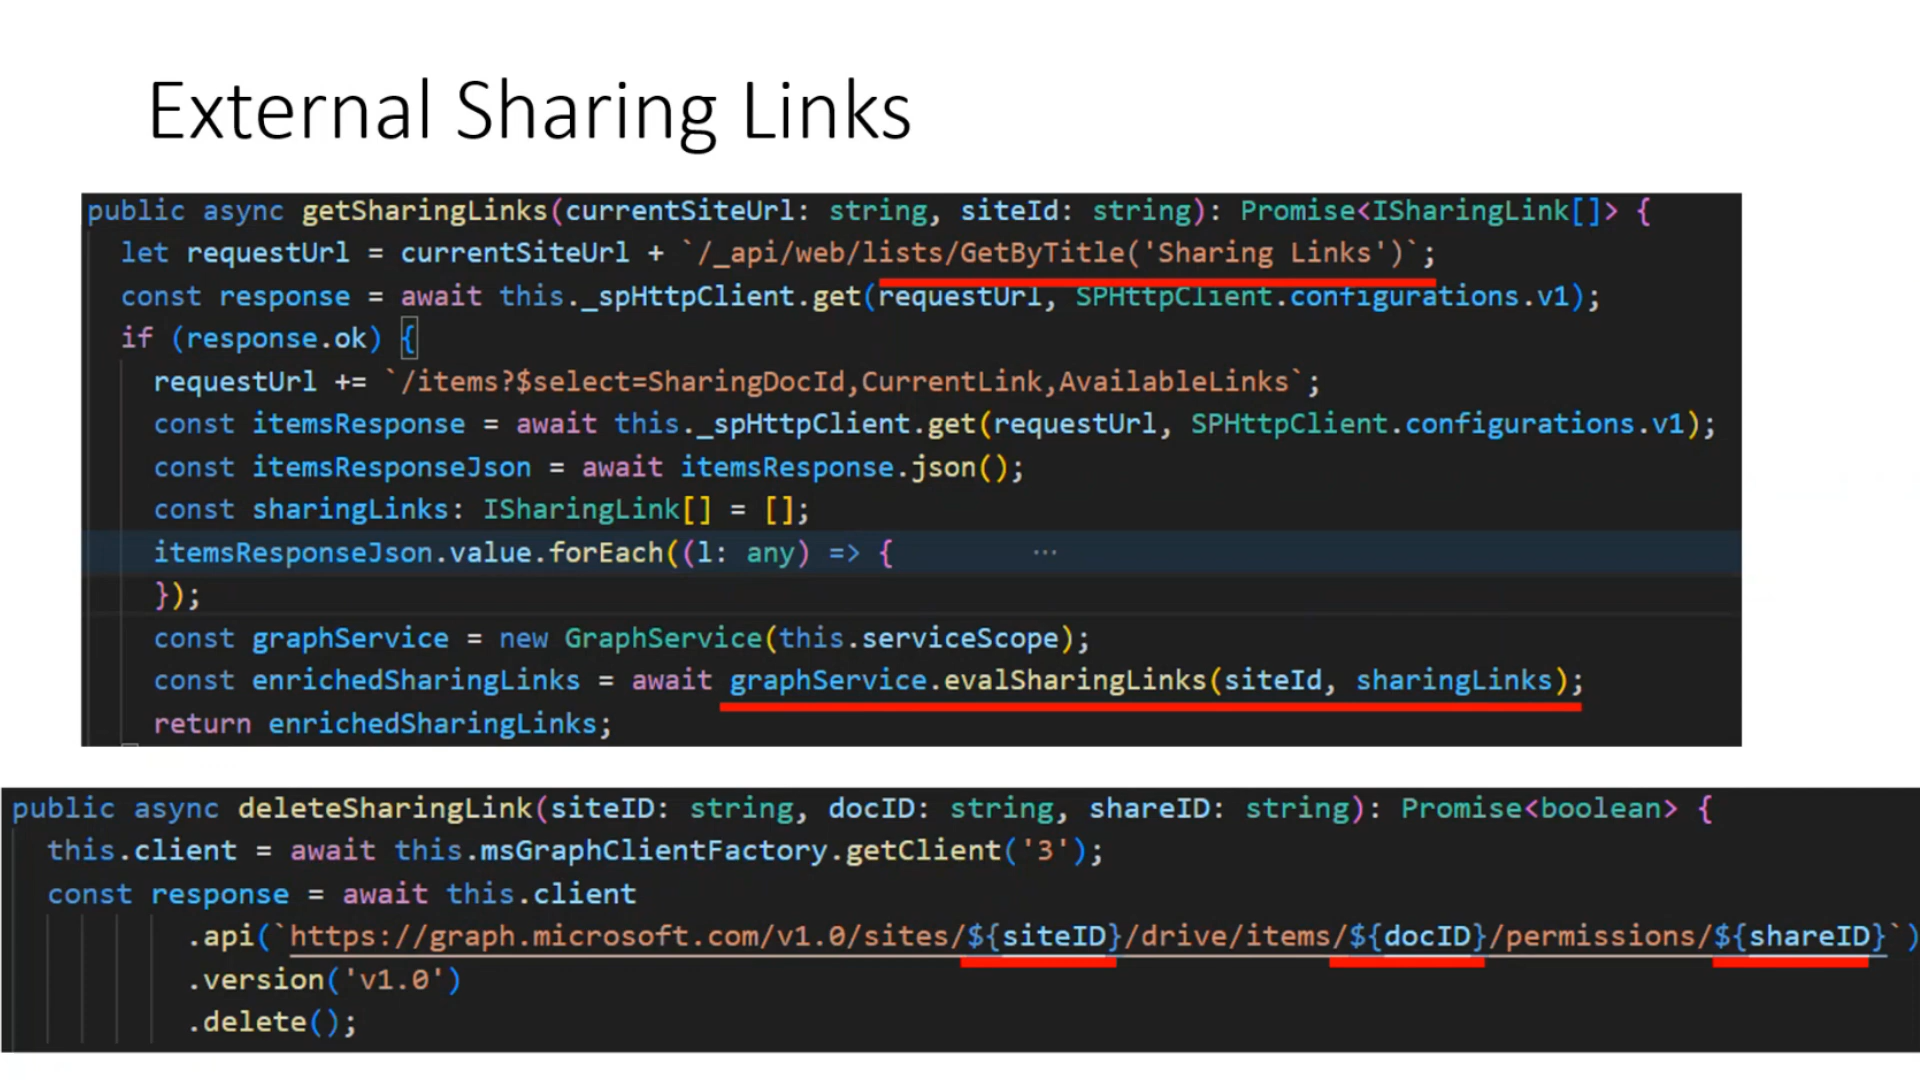 External Sharing Links
public async getSharingLinks(currentSiteUrl: string, siteId: string): Promise<ISharingLink[]> {
let requestUrl = currentSiteUrl + `/_api/web/lists/GetByTitle('Sharing Links')`;
const response = await this._spHttpClient.get(requestUrl, SPHttpClient.configurations.v1);
if (response.ok) {
requestUrl += `/items?$select=SharingDocId,CurrentLink,AvailableLinks`;
const itemsResponse = await this._spHttpClient.get(requestUrl, SPHttpClient.configurations.v1);
const itemsResponseJson = await itemsResponse.json();
const sharingLinks: ISharingLink[] = [];
itemsResponseJson.value.forEach((l: any) => { ...
});
const graphService = new GraphService(this.serviceScope);
const enrichedSharingLinks = await graphService.evalSharingLinks(siteId, sharingLinks);
return enrichedSharingLinks;
public async deleteSharingLink(siteID: string, docID: string, shareID: string): Promise<boolean> {
this.client = await this.msGraphClientFactory.getClient('3');
const response = await this.client
.api(`https://graph.microsoft.com/v1.0/sites/${siteID}/drive/items/${docID}/permissions/${shareID}`)
.version('v1.0')
.delete();